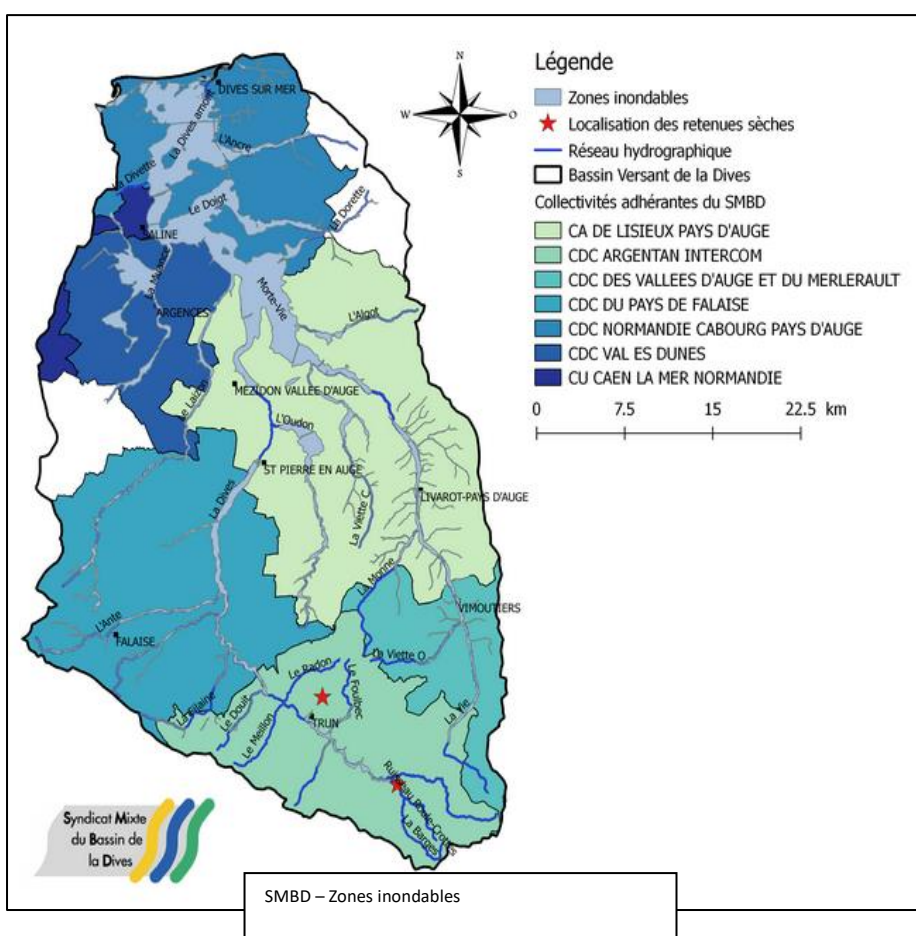 Légende
Zones inondables
Localisation des retenues sèches
Réseau hydrographique
Bassin Versant de la Dives
Collectivités adhérantes du SMBD
CA DE LISIEUX PAYS D'AUGE
CDC ARGENTAN INTERCOM
CDC DES VALLEES D'AUGE ET DU MERLERAULT
CDC DU PAYS DE FALAISE
CDC NORMANDIE CABOURG PAYS D'AUGE
CDC VAL ES DUNES
CU CAEN LA MER NORMANDIE
0 7.5 15 22.5 km
N
W
O
S
DIVES SUR MER
L'Ancre
La Divette
Le Doigt
La Dorette
SALINE
La Muance
ARGENCES
Morte-Vie
L'Algot
Le Laizon
MEZIDON VALLEE D'AUGE
L'Oudon
ST PIERRE EN AUGE
La Dives
La Viette C
LIVAROT-PAYS D'AUGE
La Monne
VIMOUTIERS
L'Ante
FALAISE
La Viette O
Le Radon
Le Foulbec
La Filaine
Le Douit
Le Meillon
TRUN
La Vie
La Barges
Syndicat Mixte
du Bassin de
la Dives
SMBD – Zones inondables